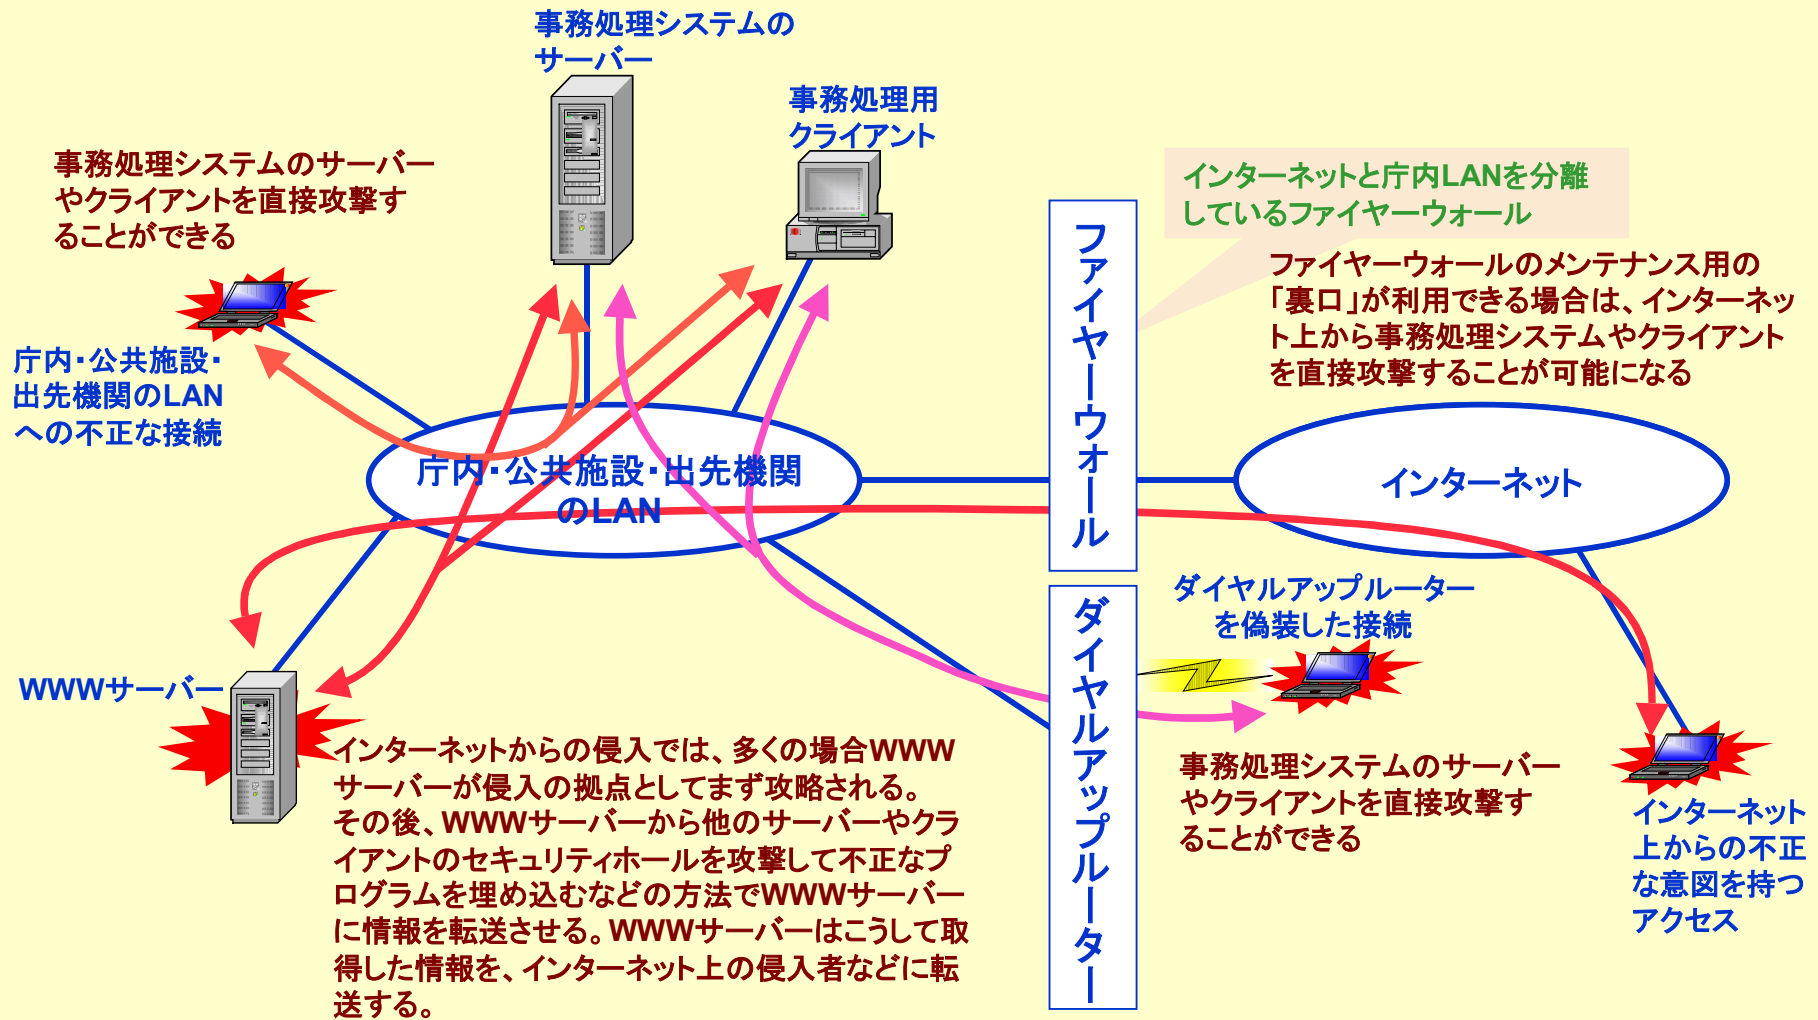 事務処理システムの
サーバー
事務処理用
クライアント
事務処理システムのサーバー
やクライアントを直接攻撃す
ることができる
インターネットと庁内LANを分離
しているファイヤーウォール
ファイヤーウォール
ファイヤーウォールのメンテナンス用の
「裏口」が利用できる場合は、インターネッ
ト上から事務処理システムやクライアント
を直接攻撃することが可能になる
庁内・公共施設・
出先機関のLAN
への不正な接続
庁内・公共施設・出先機関
のLAN
インターネット
ダイヤルアップルーター
を偽装した接続
ダイヤルアップルーター
WWWサーバー
インターネットからの侵入では、多くの場合WWW
サーバーが侵入の拠点としてまず攻略される。
その後、WWWサーバーから他のサーバーやクラ
イアントのセキュリティホールを攻撃して不正なプ
ログラムを埋め込むなどの方法でWWWサーバー
に情報を転送させる。WWWサーバーはこうして取
得した情報を、インターネット上の侵入者などに転
送する。
事務処理システムのサーバー
やクライアントを直接攻撃す
ることができる
インターネット
上からの不正
な意図を持つ
アクセス